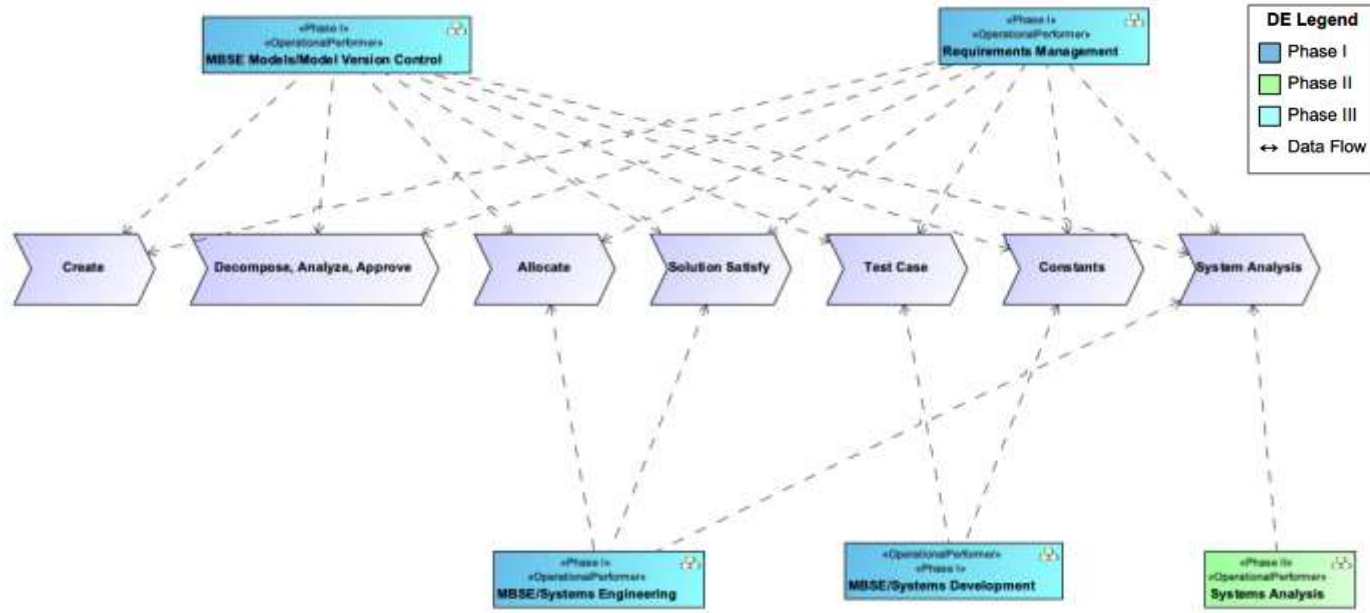 «Phase I»
«OperationalPerformer»
MBSE Models/Model Version Control
«Phase I»
«OperationalPerformer»
Requirements Management
DE Legend
Phase I
Phase II
Phase III
↔ Data Flow
Create
Decompose, Analyze, Approve
Allocate
Solution Satisfy
Test Case
Constants
System Analysis
«Phase I»
«OperationalPerformer»
MBSE/Systems Engineering
«OperationalPerformer»
«Phase I»
MBSE/Systems Development
«Phase II»
«OperationalPerformer»
Systems Analysis